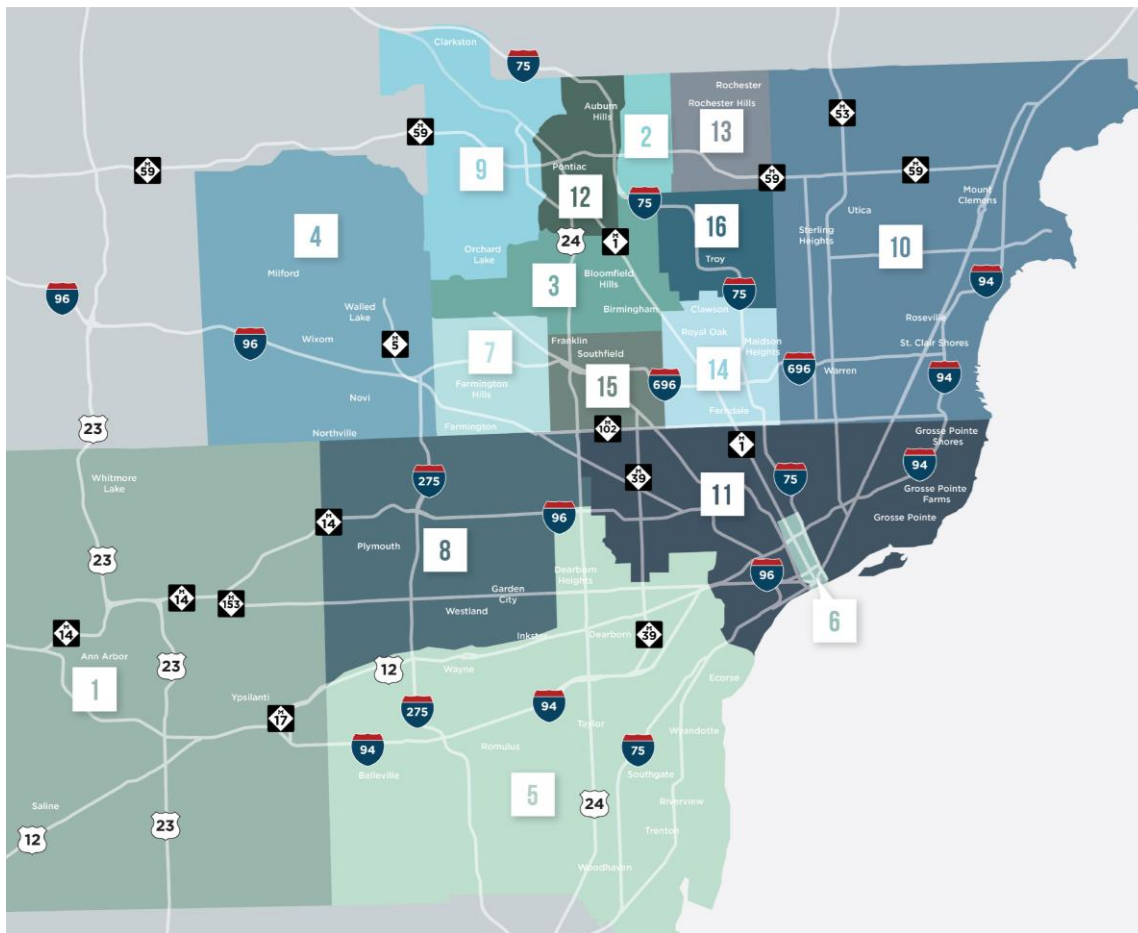 Clarkston
75
Auburn
Hills
2
Rochester
Rochester Hills
13
M
53
M
59
M
59
9
Pontiac
12
M
59
M
59
Mount
Clemens
4
75
16
Utica
Sterling
Heights
10
24
M
1
Orchard
Lake
Milford
3
Bloomfield
Hills
Troy
75
94
96
Walled
Lake
Birmingham
Clawson
Roseville
Wixom
96
M
5
7
Franklin
Southfield
Royal Oak
Maidson
Heights
St. Clair Shores
14
696
696
Warren
94
15
Farmington
Hills
Novi
Ferndale
23
Northville
Farmington
M
102
M
1
Grosse Pointe
Shores
94
Whitmore
Lake
275
M
39
75
11
Grosse Pointe
Farms
M
14
96
Grosse Pointe
Plymouth
8
23
Dearborn
Heights
96
M
14
M
153
Garden
City
Westland
6
M
14
Inkster
Dearborn
M
39
Ann Arbor
23
12
Wayne
Ecorse
1
Ypsilanti
M
17
275
94
Taylor
Wyandotte
94
Romulus
75
Belleville
Southgate
5
Saline
24
Riverview
12
23
Trenton
Woodhaven